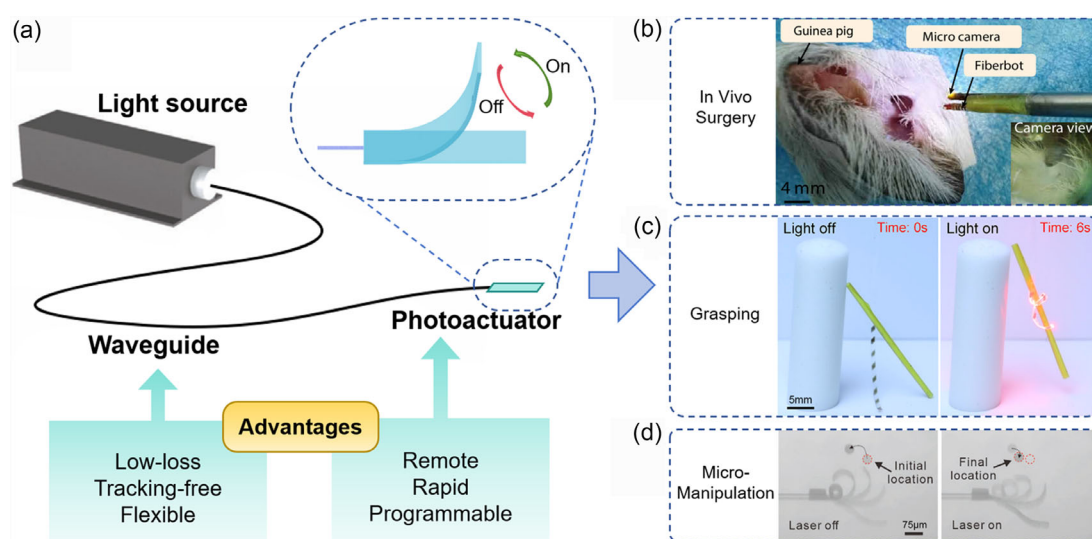 (a)
Light source
On
Off
Waveguide
Photoactuator
Advantages
Low-loss
Tracking-free
Flexible
Remote
Rapid
Programmable
(b)
In Vivo
Surgery
Guinea pig
Micro camera
Fiberbot
Camera view
4 mm
(c)
Grasping
Light off
Time: 0s
5mm
Light on
Time: 6s
(d)
Micro-
Manipulation
Initial
location
Laser off
75μm
Final
location
Laser on